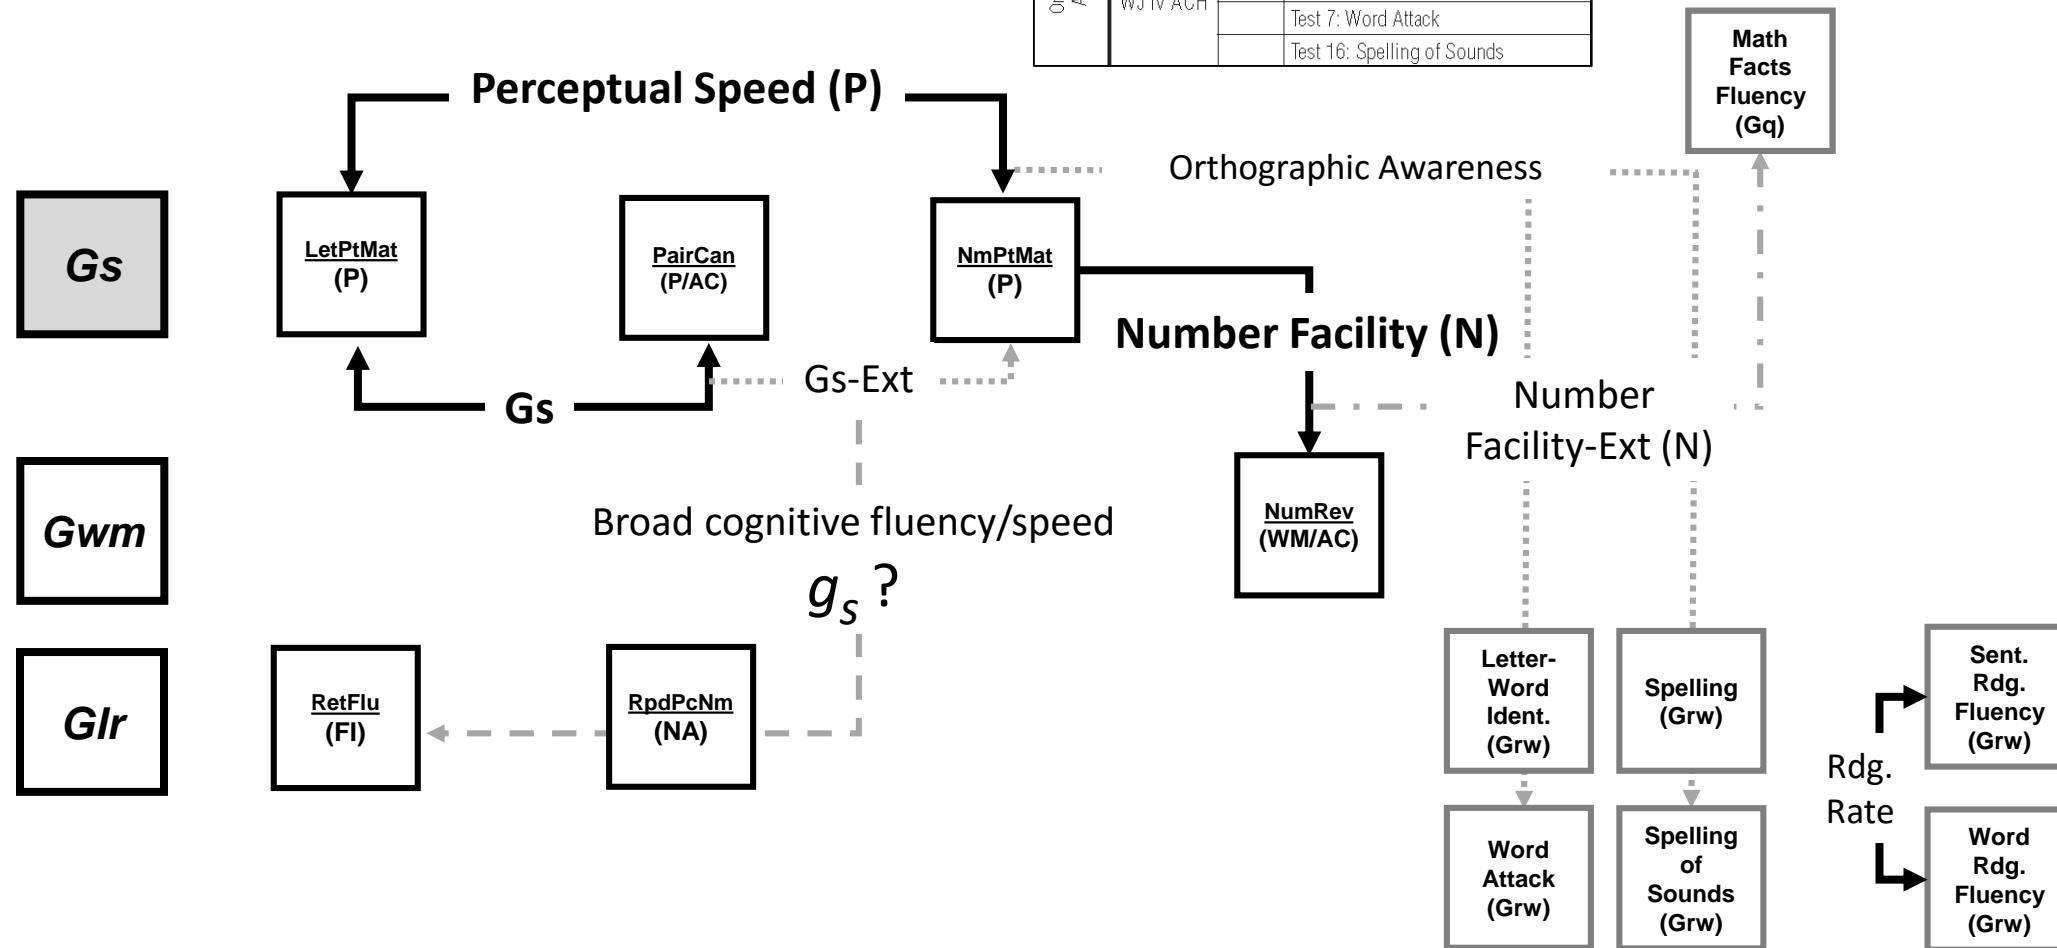 WJ IV ACH
Test 7: Word Attack
Test 16: Spelling of Sounds
Math
Facts
Fluency
(Gq)
Perceptual Speed (P)
Orthographic Awareness
Gs
LetPtMat
(P)
PairCan
(P/AC)
NmPtMat
(P)
Number Facility (N)
Gs-Ext
Gs
Number
Facility-Ext (N)
Gwm
Broad cognitive fluency/speed
gs ?
NumRev
(WM/AC)
Glr
RetFlu
(FI)
RpdPcNm
(NA)
Letter-
Word
Ident.
(Grw)
Spelling
(Grw)
Sent.
Rdg.
Fluency
(Grw)
Rdg.
Rate
Word
Attack
(Grw)
Spelling
of
Sounds
(Grw)
Word
Rdg.
Fluency
(Grw)